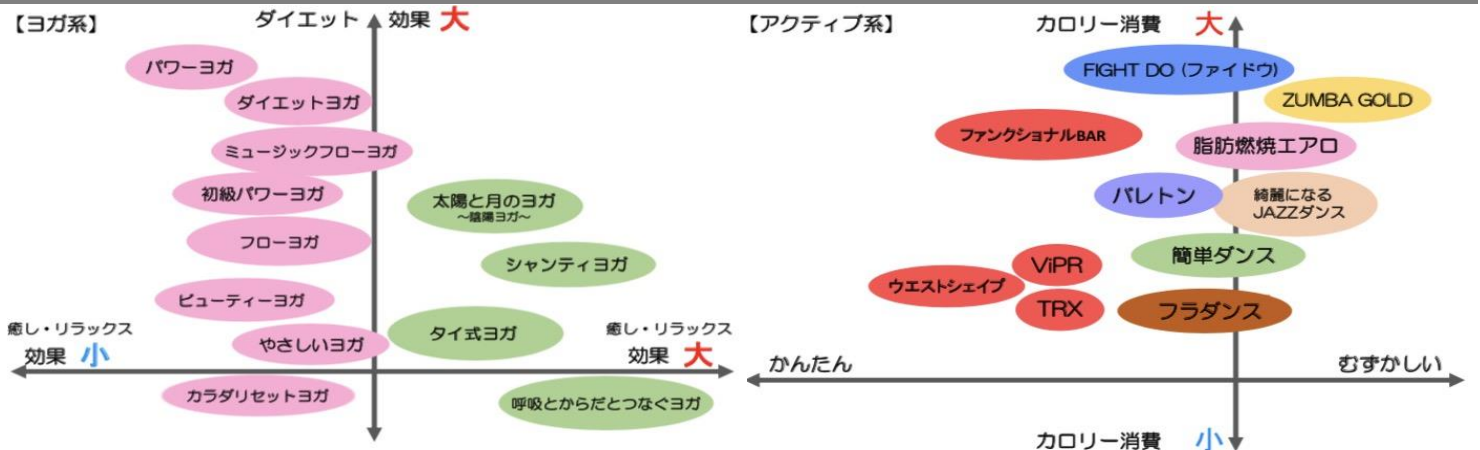 【ヨガ系】
ダイエット 効果 大
パワーヨガ
ダイエットヨガ
ミュージックフローヨガ
初級パワーヨガ
太陽と月のヨガ
〜陰陽ヨガ〜
フローヨガ
シャンティヨガ
ビューティーヨガ
癒し・リラックス
効果 小
やさしいヨガ
タイ式ヨガ
癒し・リラックス
効果 大
カラダリセットヨガ
呼吸とからだとつなぐヨガ
【アクティブ系】
カロリー消費 大
FIGHT DO (ファイドウ)
ZUMBA GOLD
ファンクショナルBAR
脂肪燃焼エアロ
バレトン
綺麗になる
JAZZダンス
簡単ダンス
ViPR
ウエストシェイプ
TRX
フラダンス
かんたん
むずかしい
カロリー消費 小